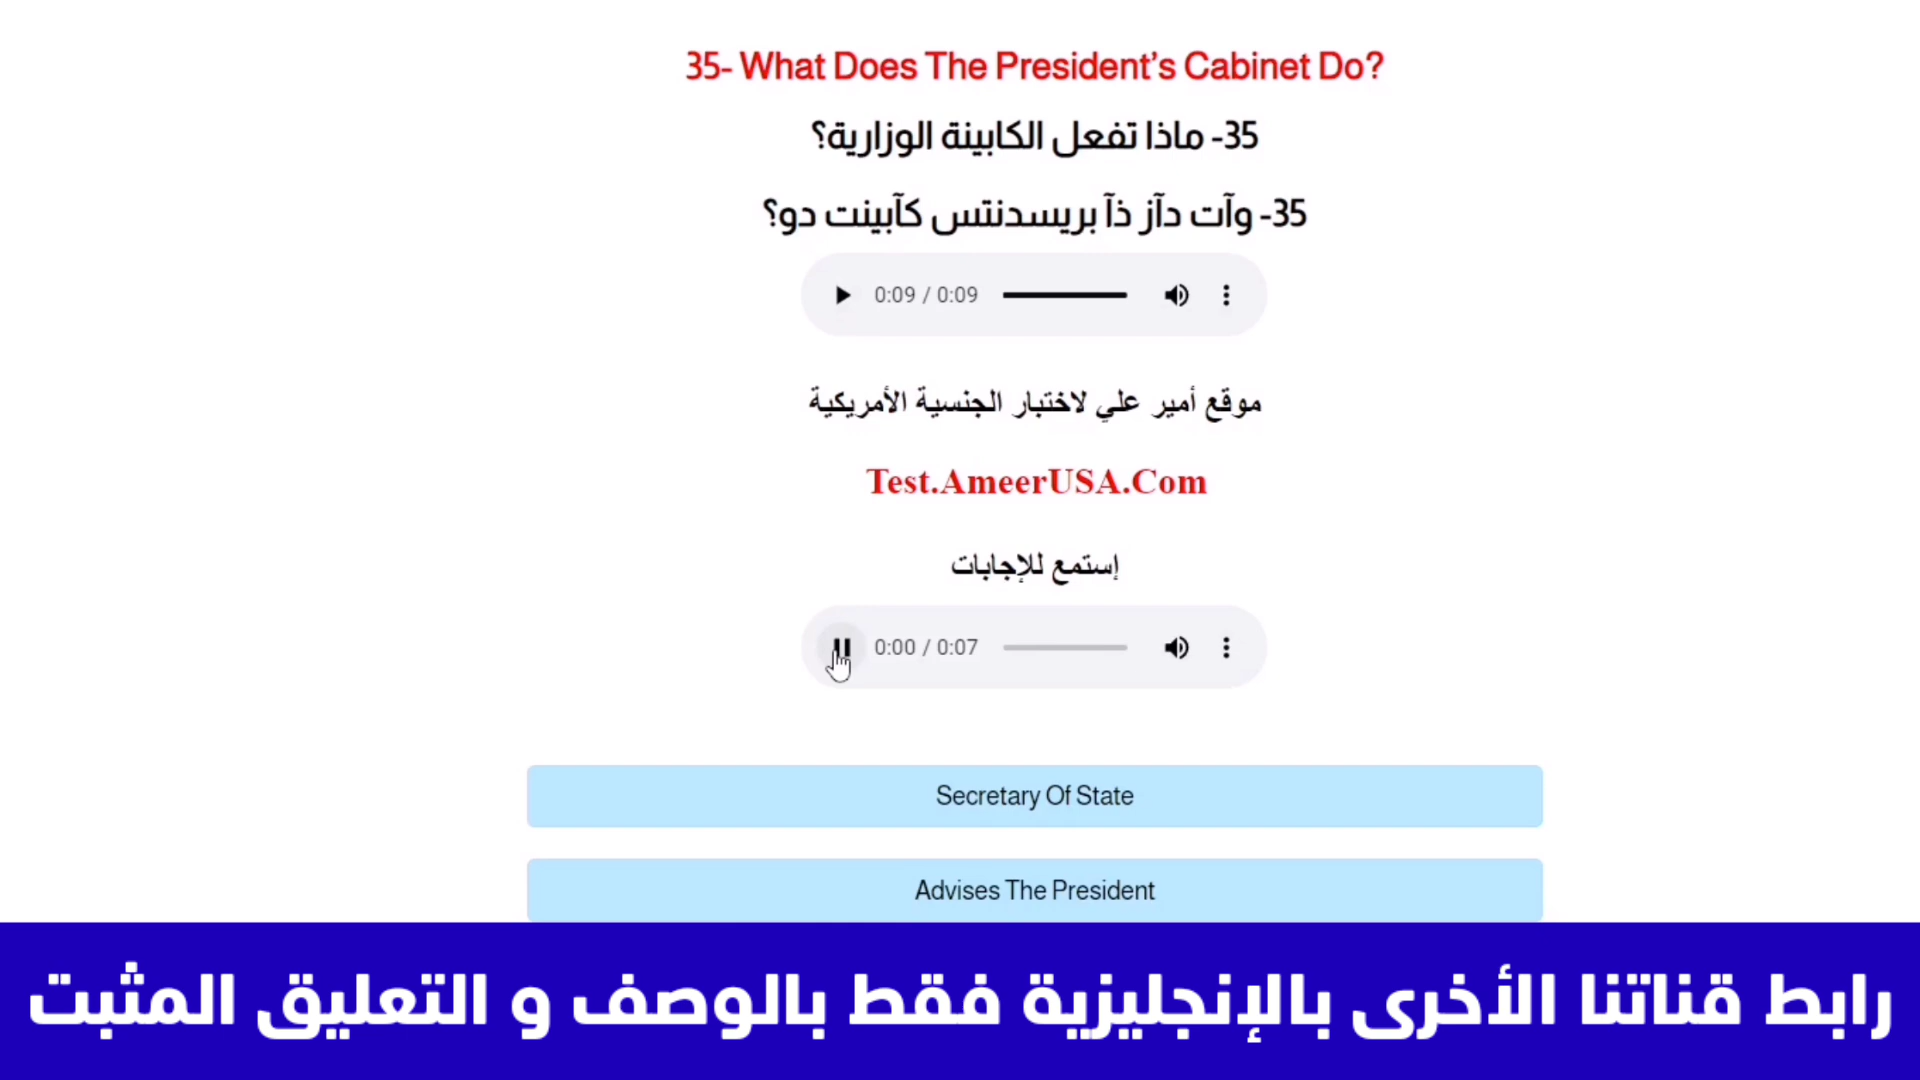 35- What Does The President’s Cabinet Do?
35- ماذا تفعل الكابينة الوزارية؟
35- وآت دآز ذآ بريسدنتس كآبينت دو؟
0:09 / 0:09
موقع أمير علي لاختبار الجنسية الأمريكية
Test.AmeerUSA.Com
إستمع للإجابات
0:00 / 0:07
Secretary Of State
Advises The President
رابط قناتنا الأخرى بالإنجليزية فقط بالوصف و التعليق المثبت